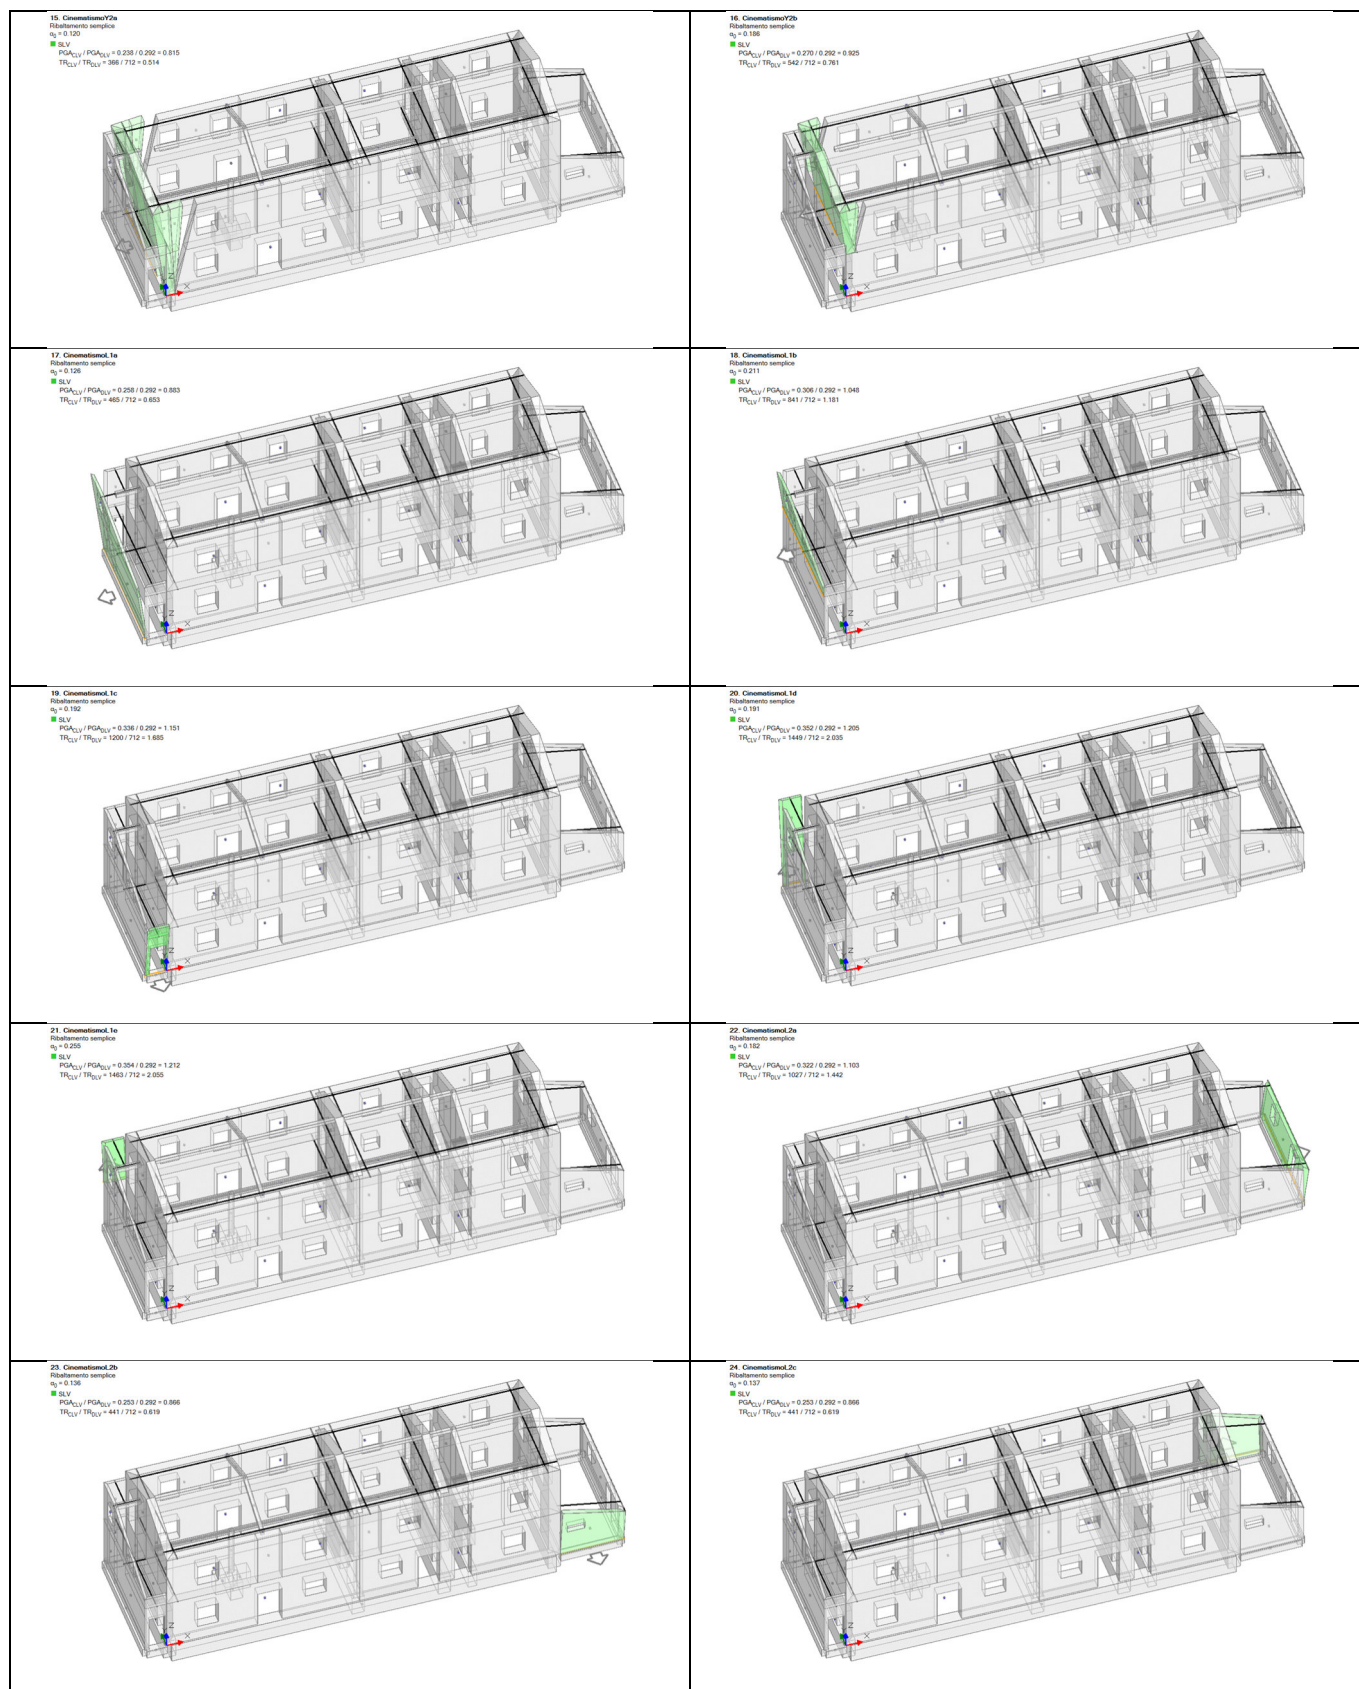 15. CinematismoY2a
Ribaltamento semplice
α0 = 0.120
SLV
PGACLV / PGADLV = 0.238 / 0.292 = 0.815
TRCLV / TRDLV = 366 / 712 = 0.514
Z
X
16. CinematismoY2b
Ribaltamento semplice
α0 = 0.186
SLV
PGACLV / PGADLV = 0.270 / 0.292 = 0.925
TRCLV / TRDLV = 542 / 712 = 0.761
Z
X
17. CinematismoL1a
Ribaltamento semplice
α0 = 0.126
SLV
PGACLV / PGADLV = 0.258 / 0.292 = 0.883
TRCLV / TRDLV = 465 / 712 = 0.653
Z
X
18. CinematismoL1b
Ribaltamento semplice
α0 = 0.211
SLV
PGACLV / PGADLV = 0.306 / 0.292 = 1.048
TRCLV / TRDLV = 841 / 712 = 1.181
Z
X
19. CinematismoL1c
Ribaltamento semplice
α0 = 0.192
SLV
PGACLV / PGADLV = 0.336 / 0.292 = 1.151
TRCLV / TRDLV = 1200 / 712 = 1.685
Z
X
20. CinematismoL1d
Ribaltamento semplice
α0 = 0.191
SLV
PGACLV / PGADLV = 0.352 / 0.292 = 1.205
TRCLV / TRDLV = 1449 / 712 = 2.035
Z
X
21. CinematismoL1e
Ribaltamento semplice
α0 = 0.255
SLV
PGACLV / PGADLV = 0.354 / 0.292 = 1.212
TRCLV / TRDLV = 1463 / 712 = 2.055
Z
X
22. CinematismoL2a
Ribaltamento semplice
α0 = 0.182
SLV
PGACLV / PGADLV = 0.322 / 0.292 = 1.103
TRCLV / TRDLV = 1027 / 712 = 1.442
Z
X
23. CinematismoL2b
Ribaltamento semplice
α0 = 0.136
SLV
PGACLV / PGADLV = 0.253 / 0.292 = 0.866
TRCLV / TRDLV = 441 / 712 = 0.619
Z
X
24. CinematismoL2c
Ribaltamento semplice
α0 = 0.137
SLV
PGACLV / PGADLV = 0.253 / 0.292 = 0.866
TRCLV / TRDLV = 441 / 712 = 0.619
Z
X